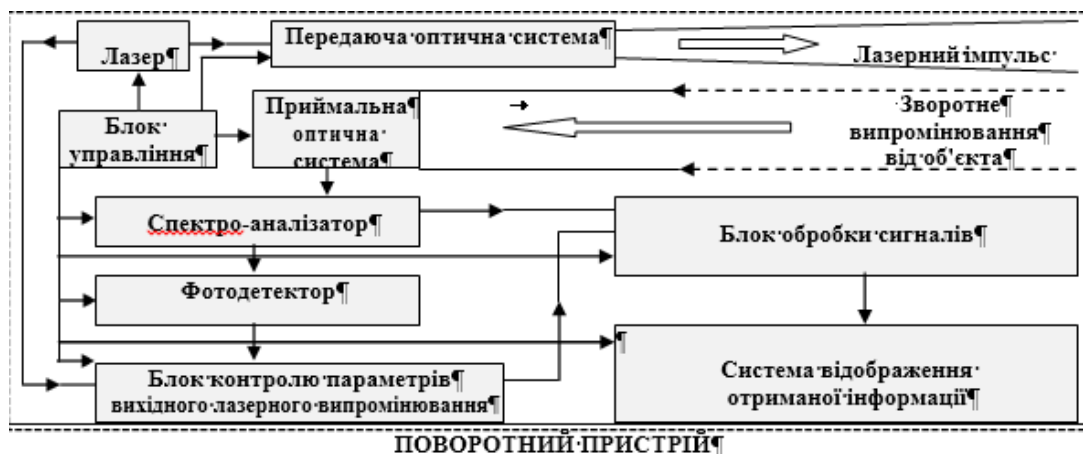 Лазер¶
Передаюча·оптична·система¶
Лазерний·імпульс·
Блок·
управління¶
Приймальна¶
оптична·
система¶
Зворотне¶
випромінювання¶
від·об'єкта¶
Спектро-аналізатор¶
Блок·обробки·сигналів¶
Фотодетектор¶
¶
Блок·контролю·параметрів¶
вихідного·лазерного·випромінювання¶
Система·відображення·
отриманої·інформації¶
ПОВОРОТНИЙ·ПРИСТРІЙ¶